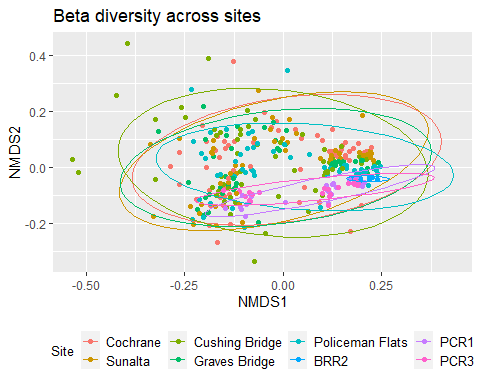 Beta diversity across sites
NMDS2
0.4
0.2
0.0
-0.2
-0.50
-0.25
0.00
0.25
NMDS1
Site
Cochrane
Cushing Bridge
Policeman Flats
PCR1
Sunalta
Graves Bridge
BRR2
PCR3